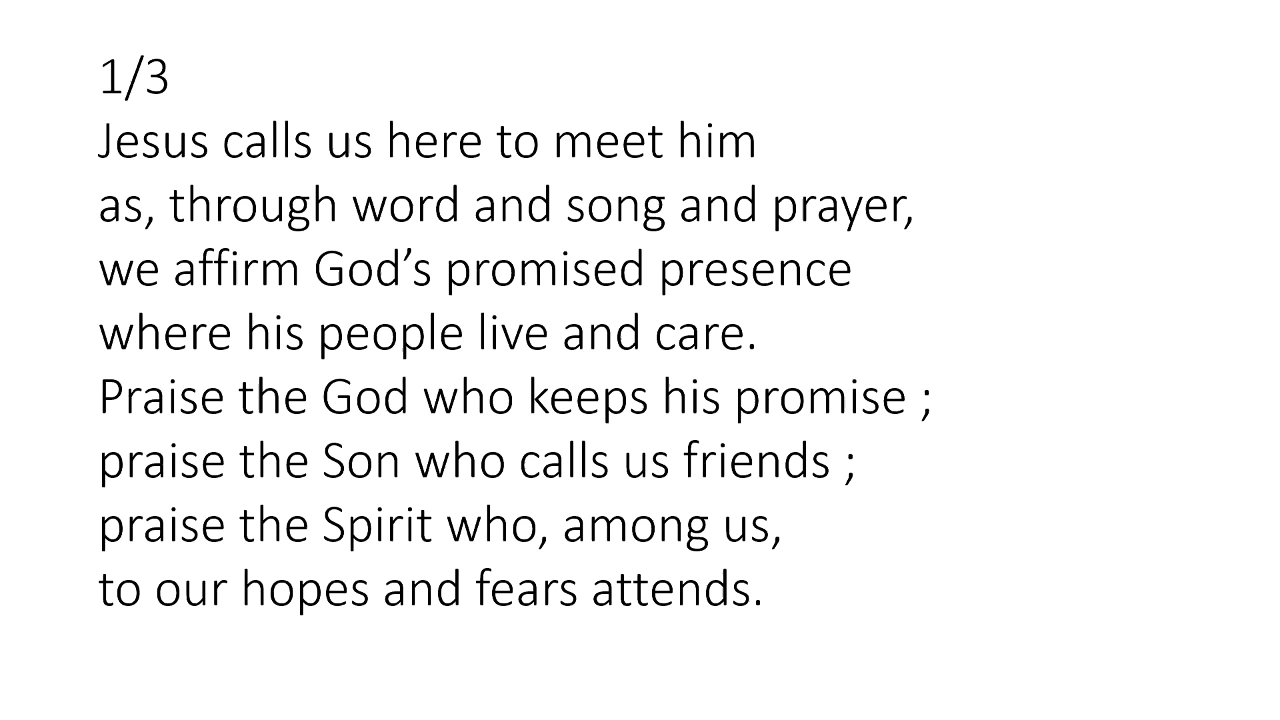 1/3
Jesus calls us here to meet him
as, through word and song and prayer,
we affirm God’s promised presence
where his people live and care.
Praise the God who keeps his promise ;
praise the Son who calls us friends ;
praise the Spirit who, among us,
to our hopes and fears attends.